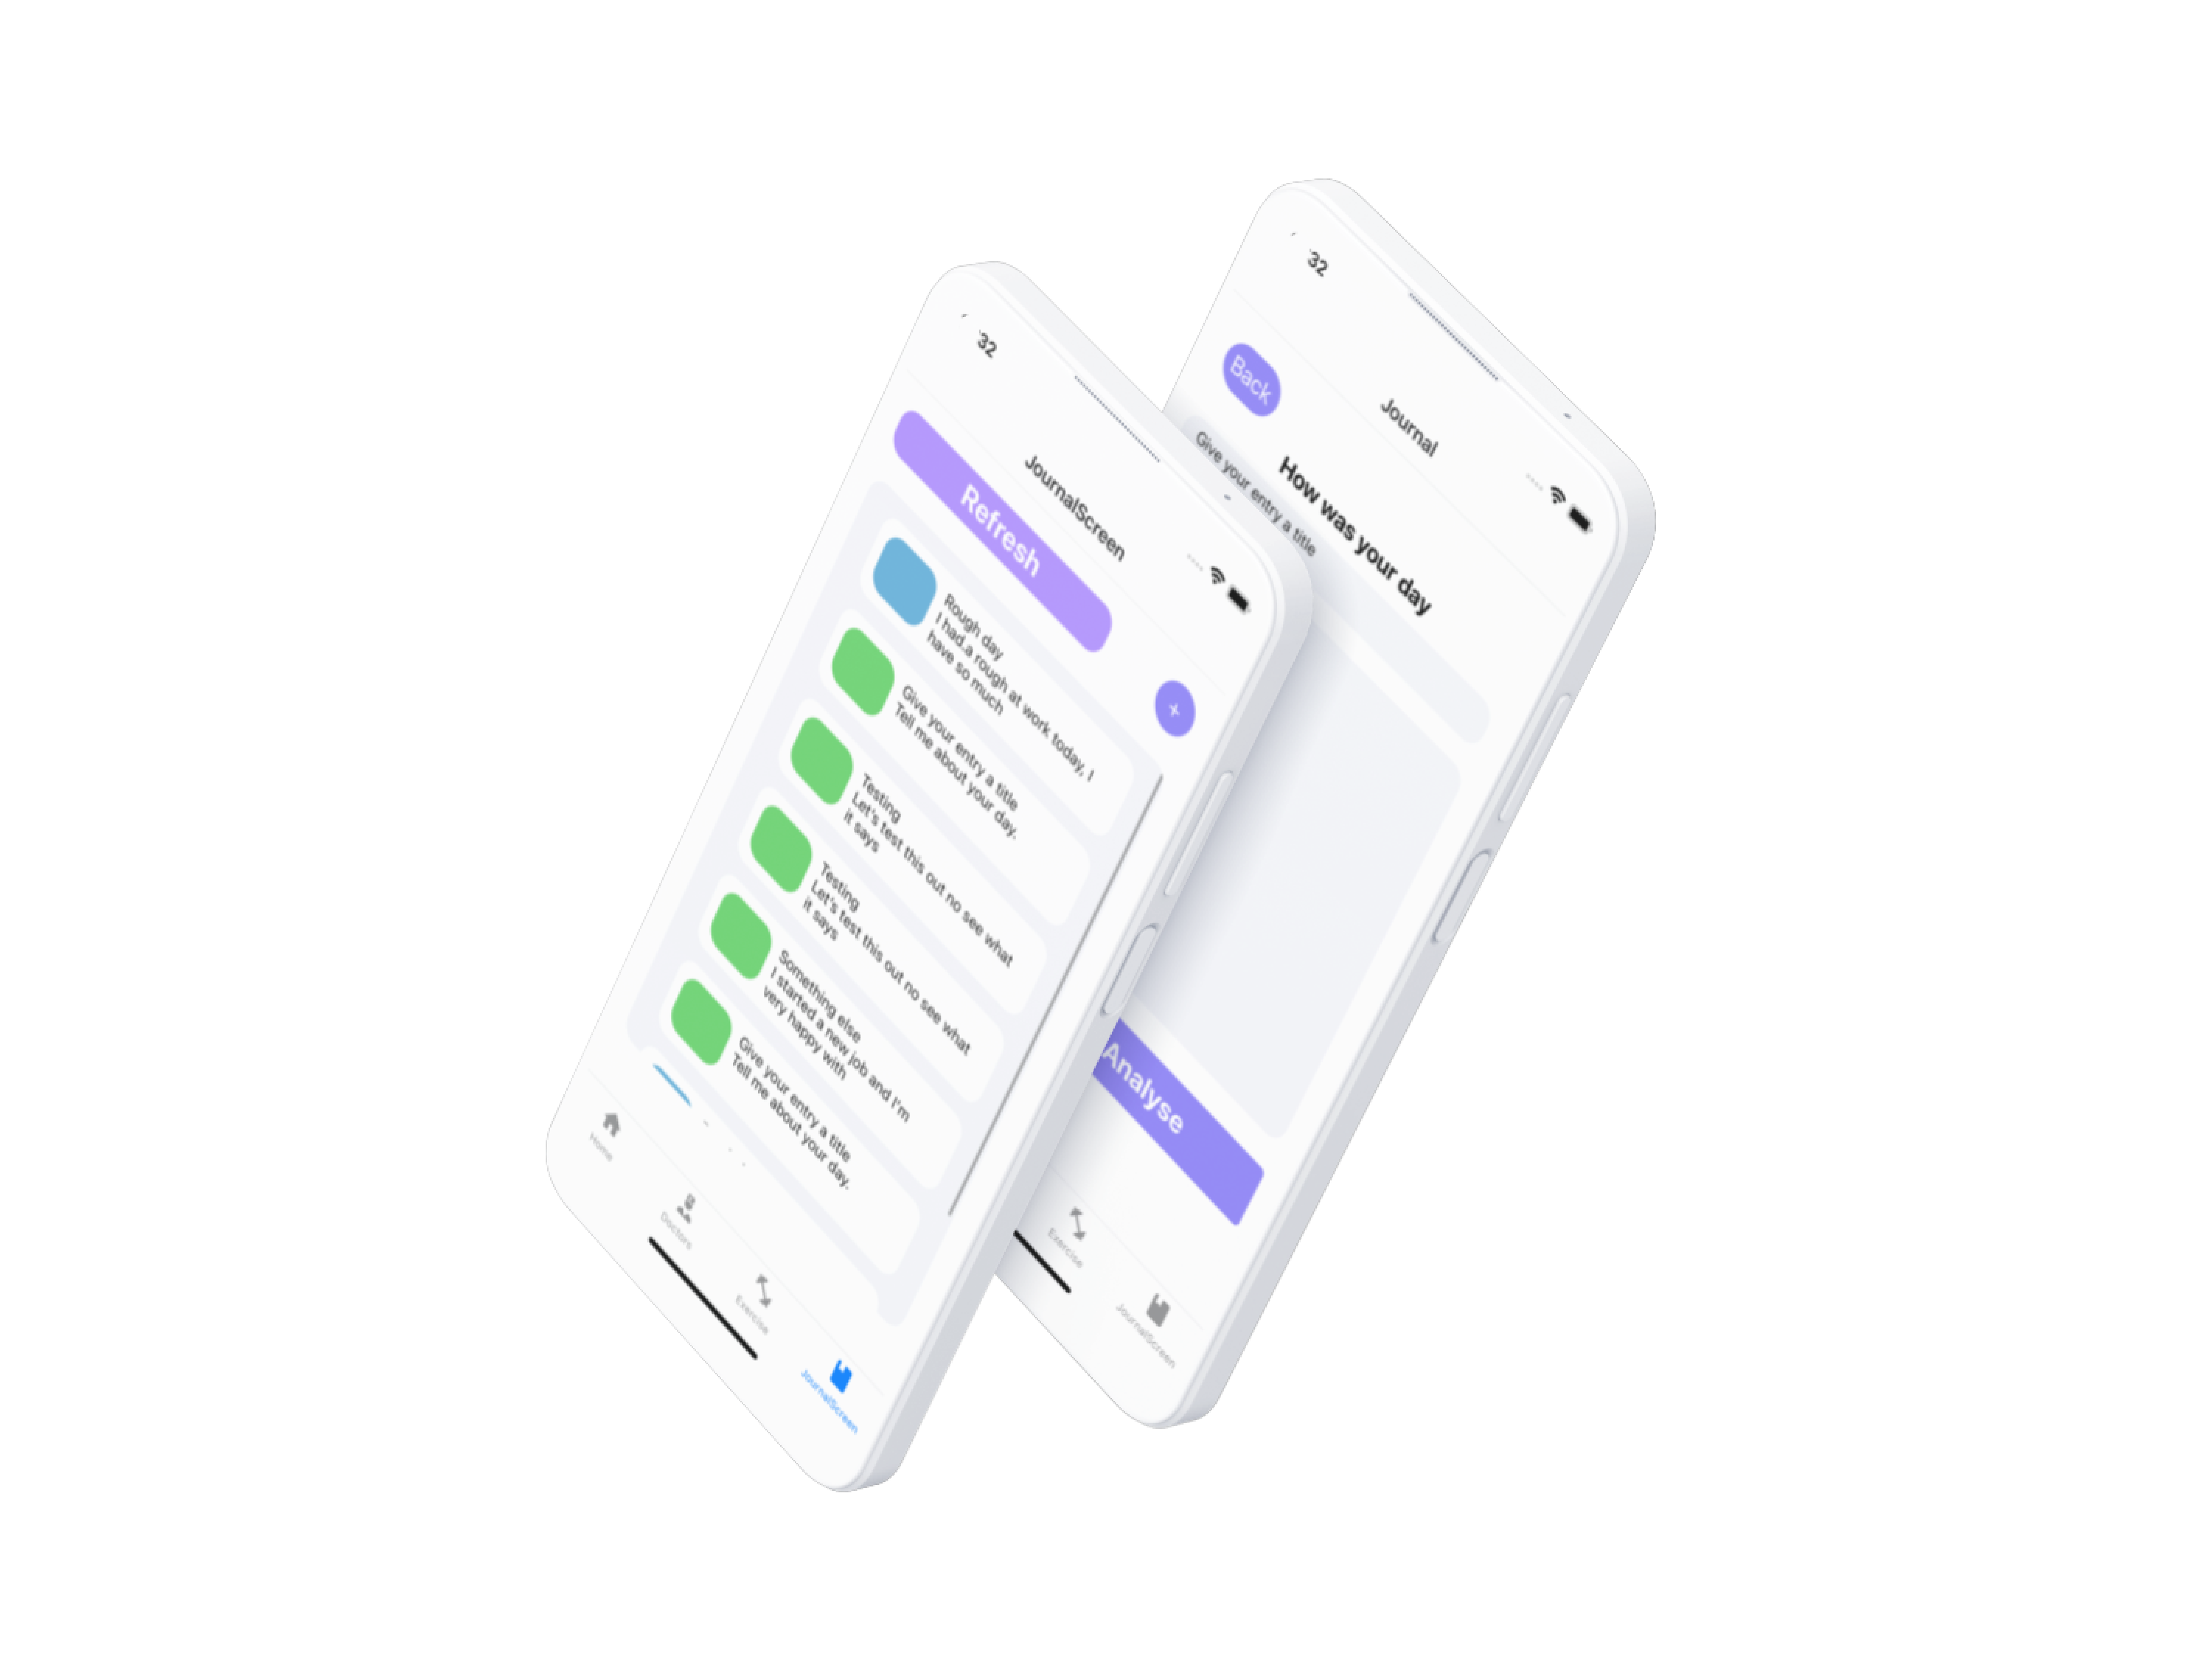 32
JournalScreen
Refresh
+
Rough day
I had.a rough at work today, I
have so much
Give your entry a title
Tell me about your day.
Testing
Let's test this out no see what
it says
Testing
Let's test this out no see what
it says
Something else
I started a new job and I'm
very happy with
Give your entry a title
Tell me about your day.
Home
Doctors
Exercise
JournalScreen
32
Journal
Back
How was your day
Give your entry a title
Analyse
Exercise
JournalScreen